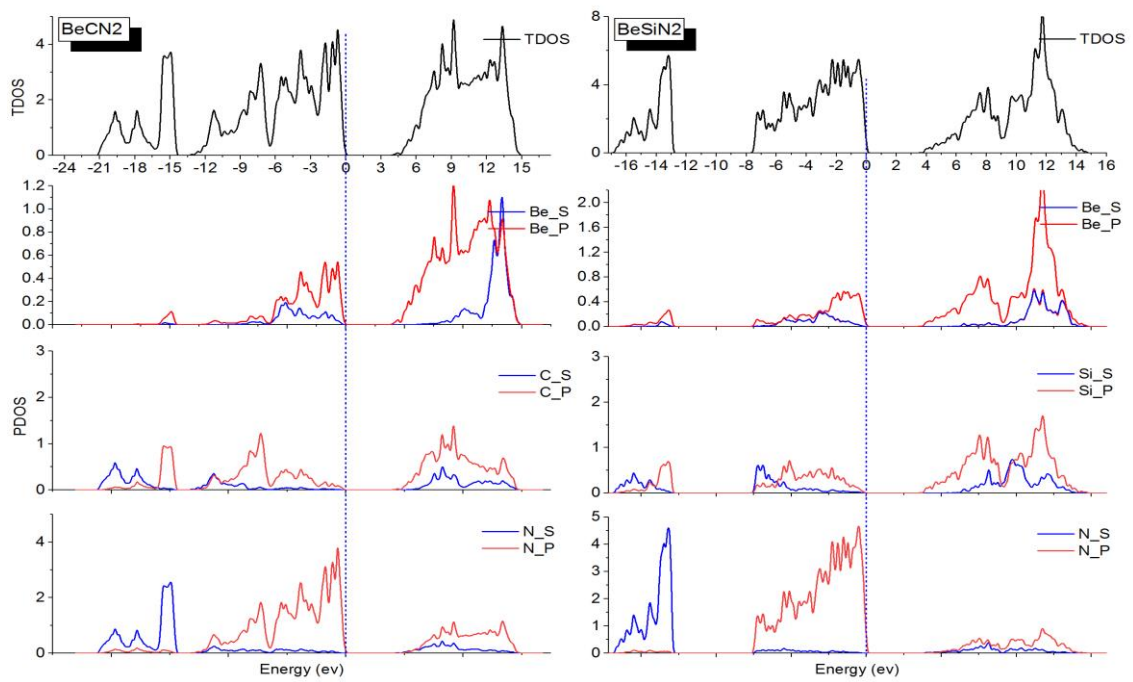 BeCN2
TDOS
TDOS
4
2
0
-24 -21 -18 -15 -12 -9 -6 -3 0 3 6 9 12 15
BeSiN2
TDOS
8
4
0
-16 -14 -12 -10 -8 -6 -4 -2 0 2 4 6 8 10 12 14 16
1.2
1.0
0.8
0.6
0.4
0.2
0.0
Be_S
Be_P
2.0
1.6
1.2
0.8
0.4
0.0
Be_S
Be_P
PDOS
3
2
1
0
C_S
C_P
3
2
1
0
Si_S
Si_P
4
3
2
1
0
N_S
N_P
Energy (ev)
5
4
3
2
1
0
N_S
N_P
Energy (ev)